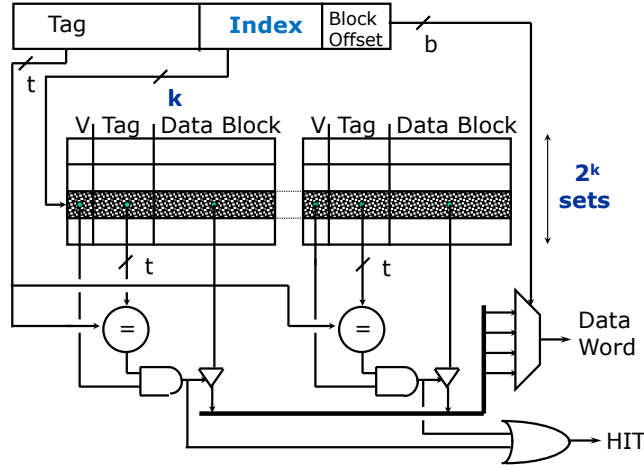 Tag Index Block
Offset
t k b
V Tag Data Block V Tag Data Block
2ᵏ
sets
t t
= =
Data
Word
HIT